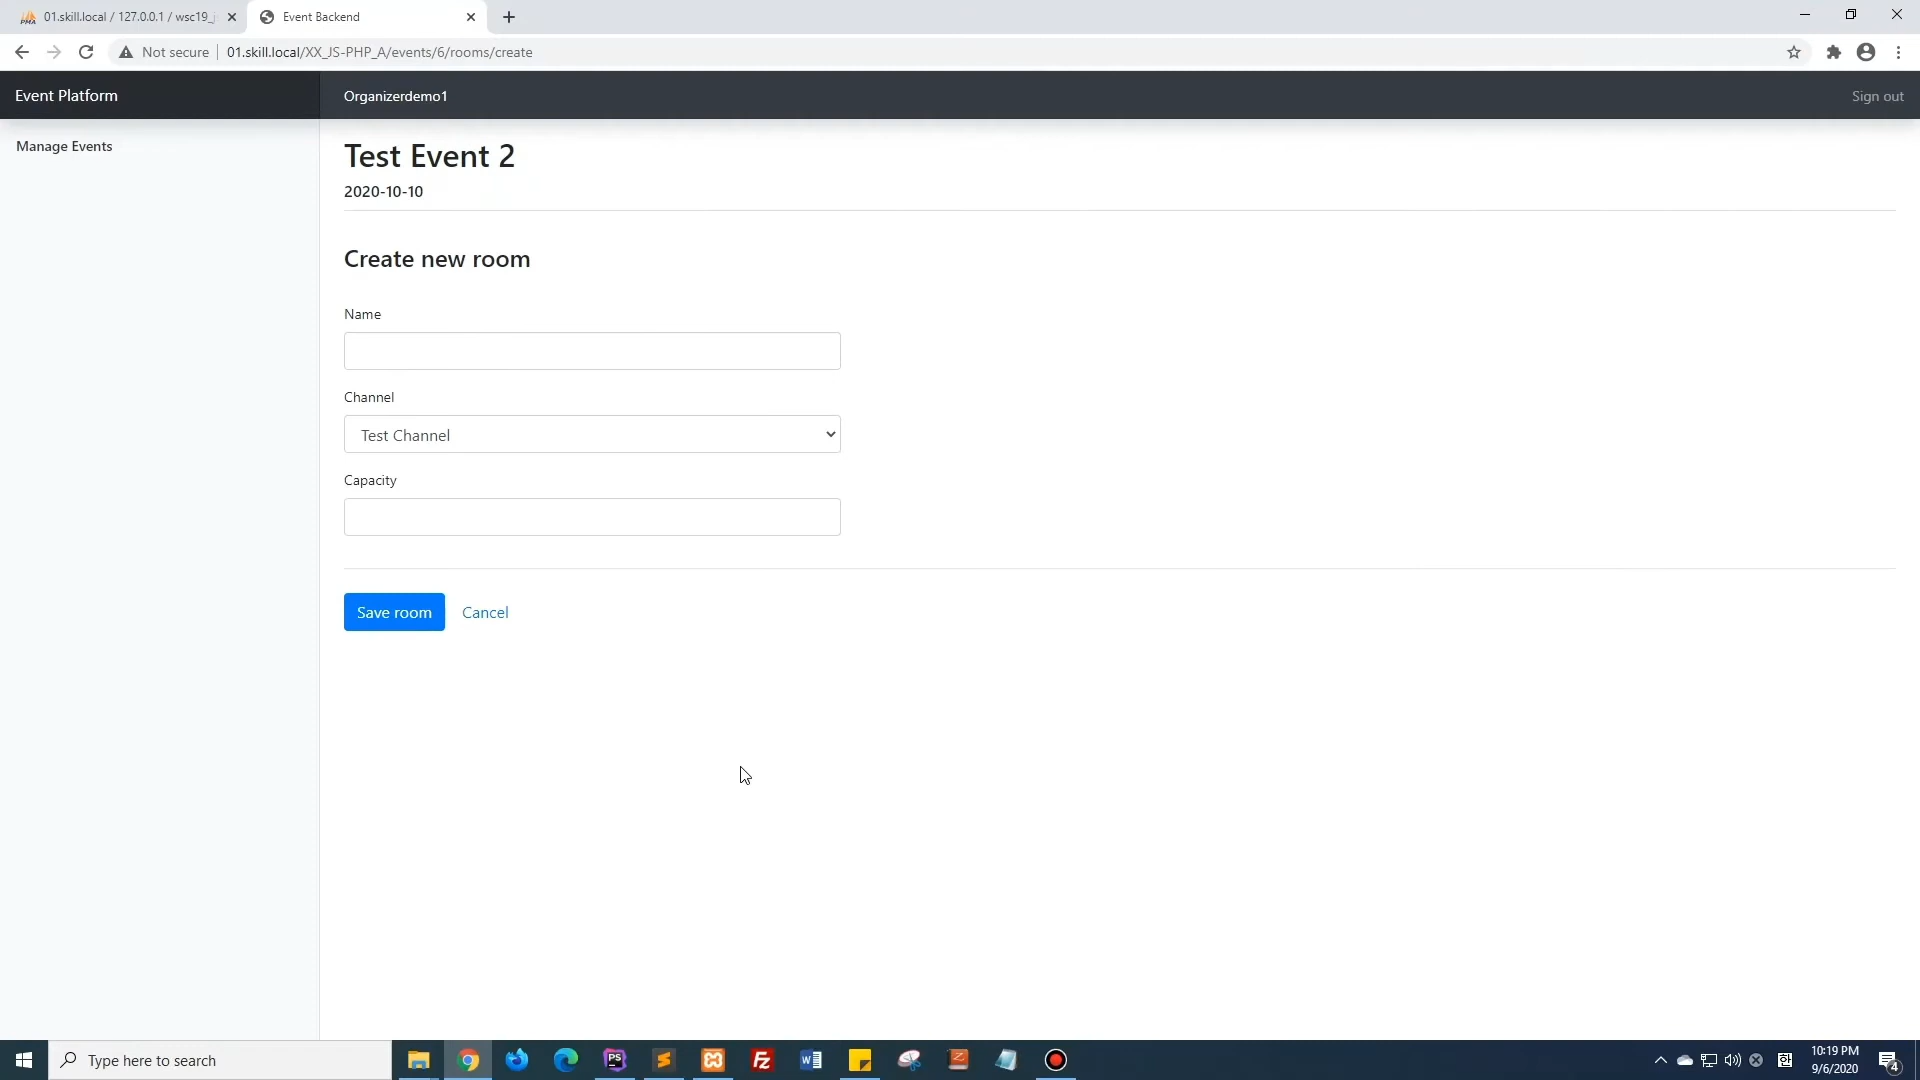 01.skill.local / 127.0.0.1 / wsc19_j
Event Backend
Not secure
01.skill.local/XX_JS-PHP_A/events/6/rooms/create
Event Platform
Organizerdemo1
Sign out
Manage Events
Test Event 2
2020-10-10
Create new room
Name
Channel
Test Channel
Capacity
Save room
Cancel
Type here to search
10:19 PM
9/6/2020
4